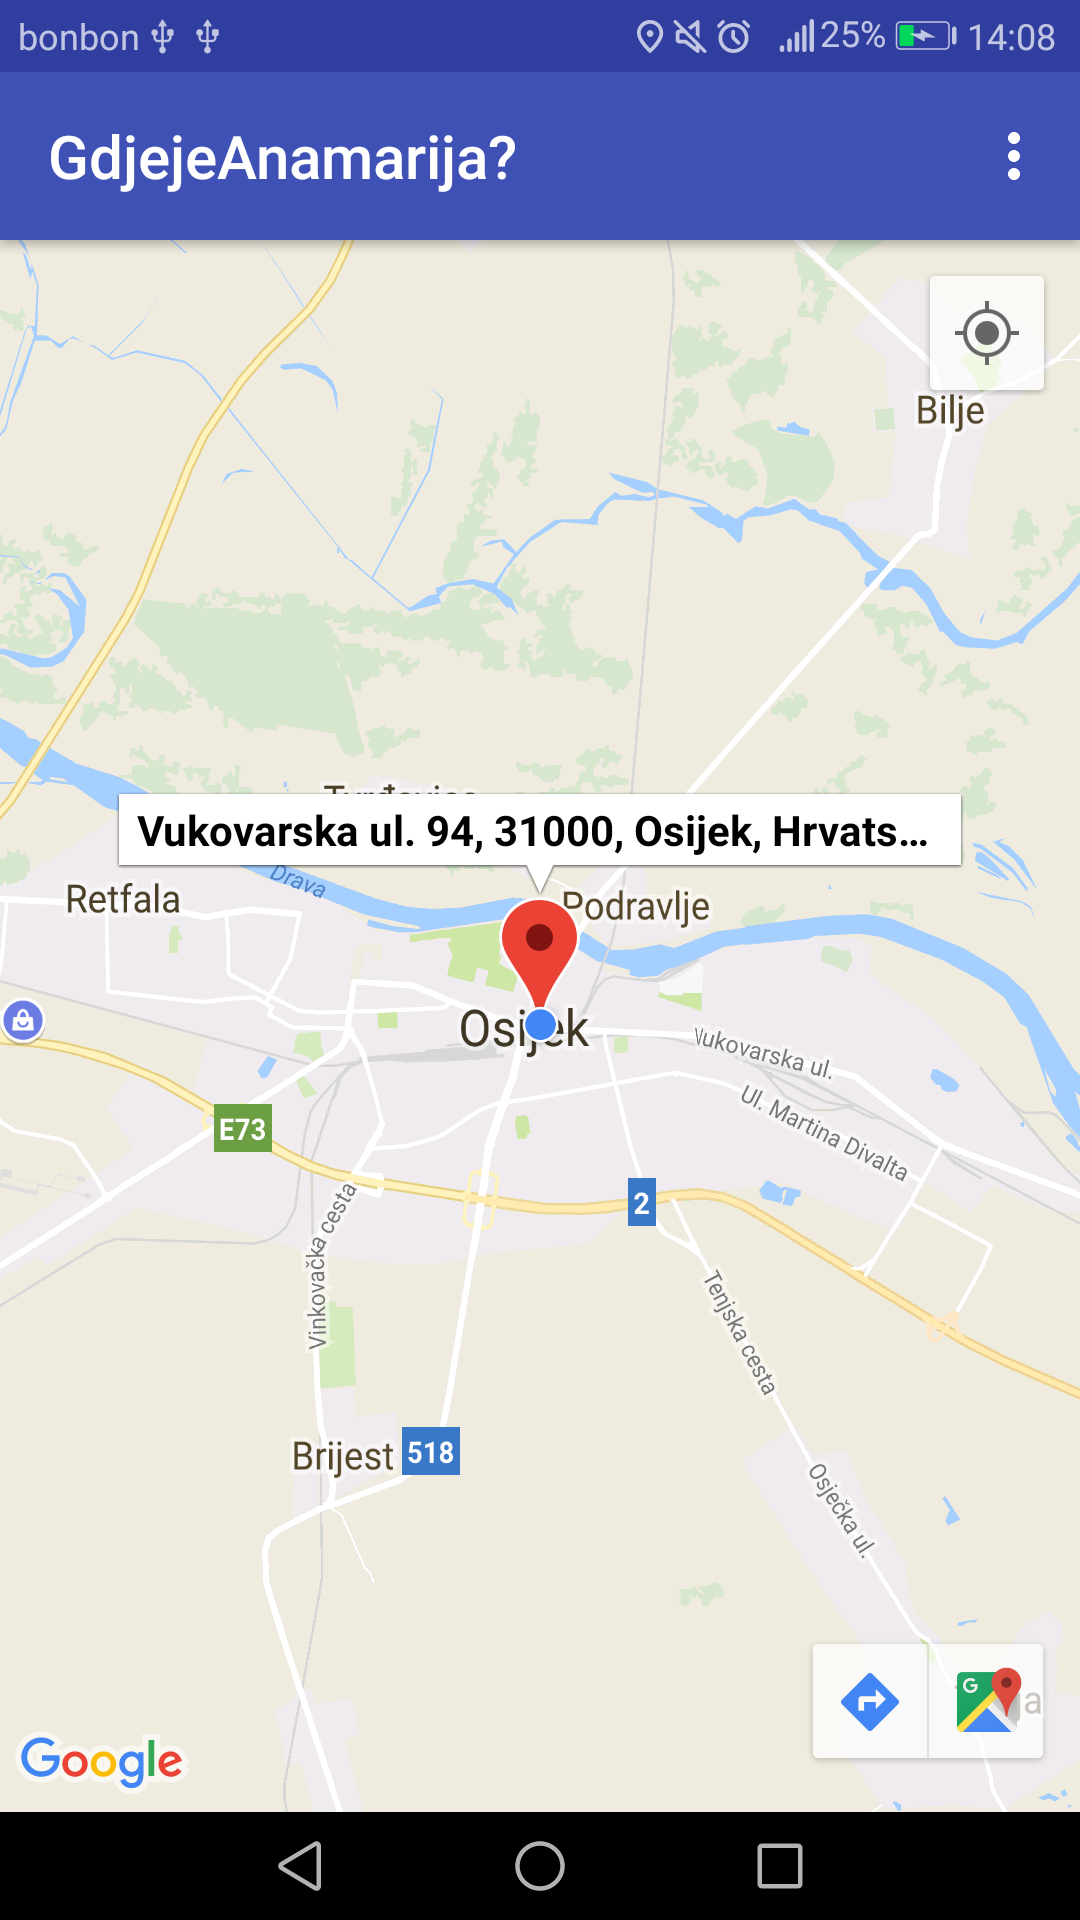 bonbon 25% 14:08
GdjejeAnamarija?
Bilje
Vukovarska ul. 94, 31000, Osijek, Hrvats...
Drava
Retfala
Podravlje
Osijek
Vukovarska ul.
Ul. Martina Divalta
E73
2
Vinkovačka cesta
Tenjska cesta
Brijest 518
Osječka ul.
G
a
Google